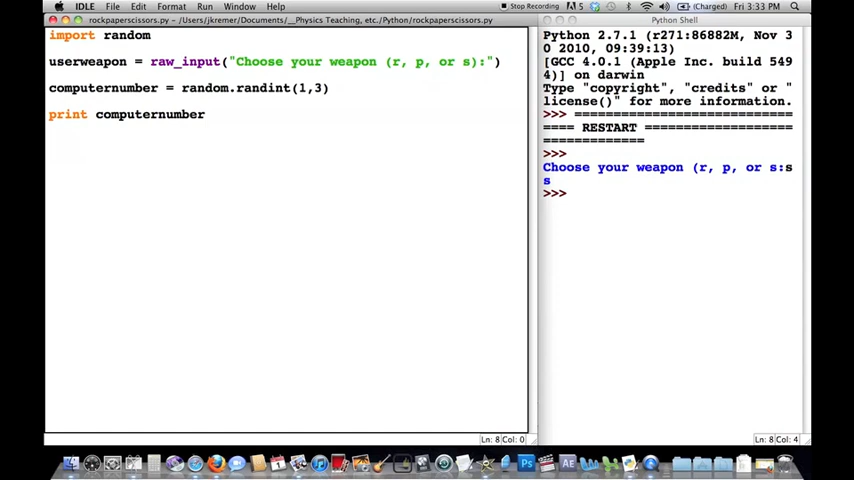 IDLE File Edit Format Run Window Help Stop Recording 5 (Charged) Fri 3:33 PM
rockpaperscissors.py - /Users/jkremer/Documents/__Physics Teaching, etc./Python/rockpaperscissors.py
Python Shell
import random
userweapon = raw_input("Choose your weapon (r, p, or s):")
computernumber = random.randint(1,3)
print computernumber
Ln: 8 Col: 0
Python 2.7.1 (r271:86882M, Nov 3
0 2010, 09:39:13)
[GCC 4.0.1 (Apple Inc. build 549
4)] on darwin
Type "copyright", "credits" or "
license()" for more information.
>>> ============================
==== RESTART ===================
=============
>>>
Choose your weapon (r, p, or s:s
s
>>>
Ln: 8 Col: 4
Ps
AE